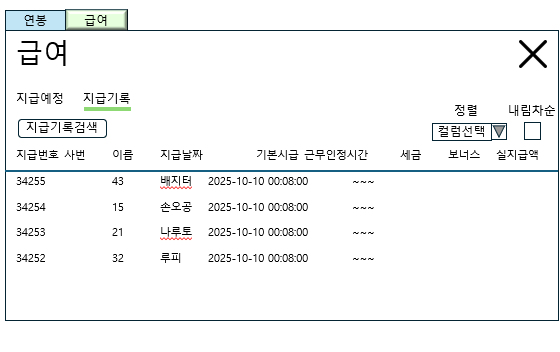 연봉 급여
급여
지급예정 지급기록
정렬 내림차순
지급기록검색 컬럼선택
지급번호 사번 이름 지급날짜 기본시급 근무인정시간 세금 보너스 실지급액
34255 43 배지터 2025-10-10 00:08:00 ~~~
34254 15 손오공 2025-10-10 00:08:00 ~~~
34253 21 나루토 2025-10-10 00:08:00 ~~~
34252 32 루피 2025-10-10 00:08:00 ~~~